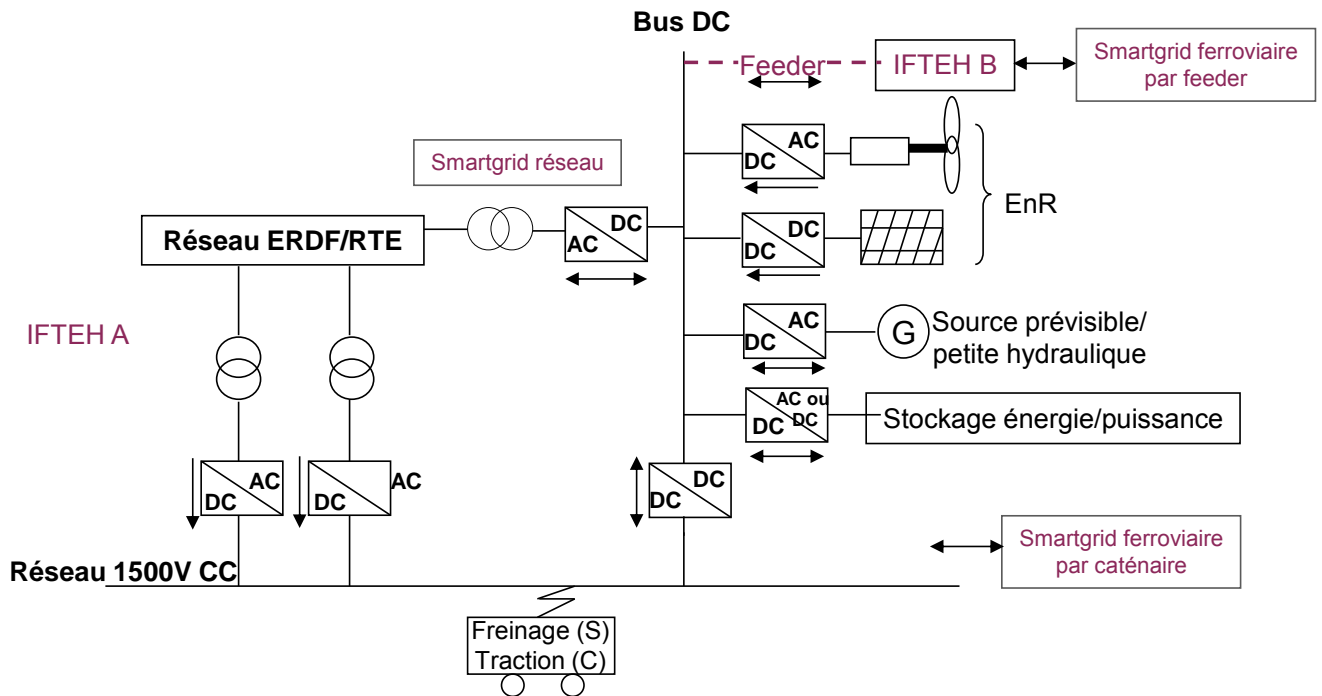 Bus DC
Feeder
IFTEH B
Smartgrid ferroviaire
par feeder
AC
DC
Smartgrid réseau
EnR
Réseau ERDF/RTE
DC
AC
DC
DC
IFTEH A
AC
DC
G
Source prévisible/
petite hydraulique
AC ou
DC
DC
Stockage énergie/puissance
AC
DC
AC
DC
DC
DC
Smartgrid ferroviaire
par caténaire
Réseau 1500V CC
Freinage (S)
Traction (C)